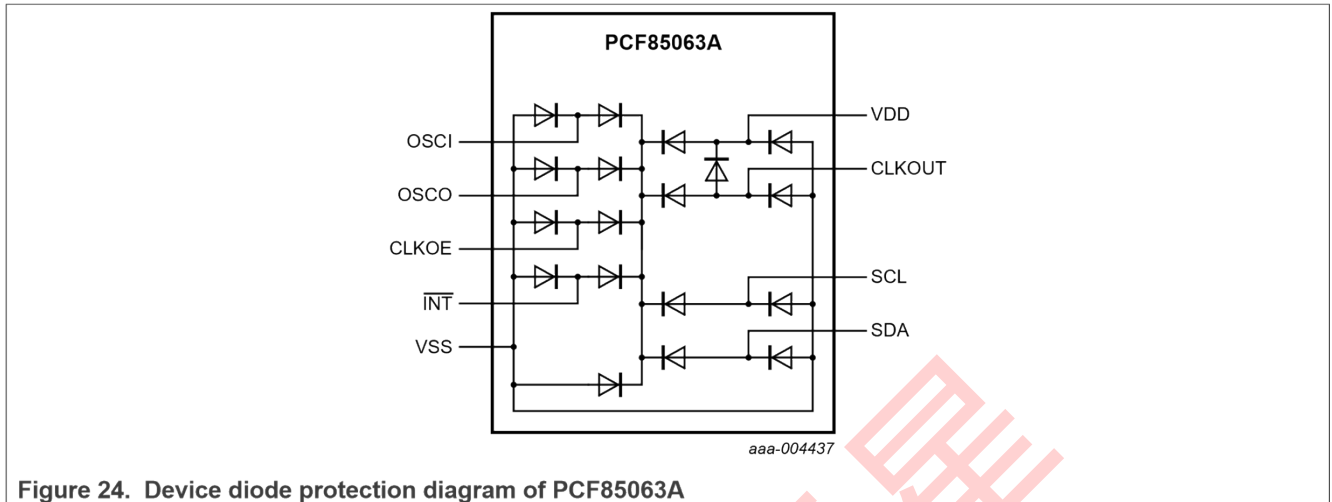 PCF85063A
OSCI
OSCO
CLKOE
INT
VSS
VDD
CLKOUT
SCL
SDA
aaa-004437
Figure 24. Device diode protection diagram of PCF85063A